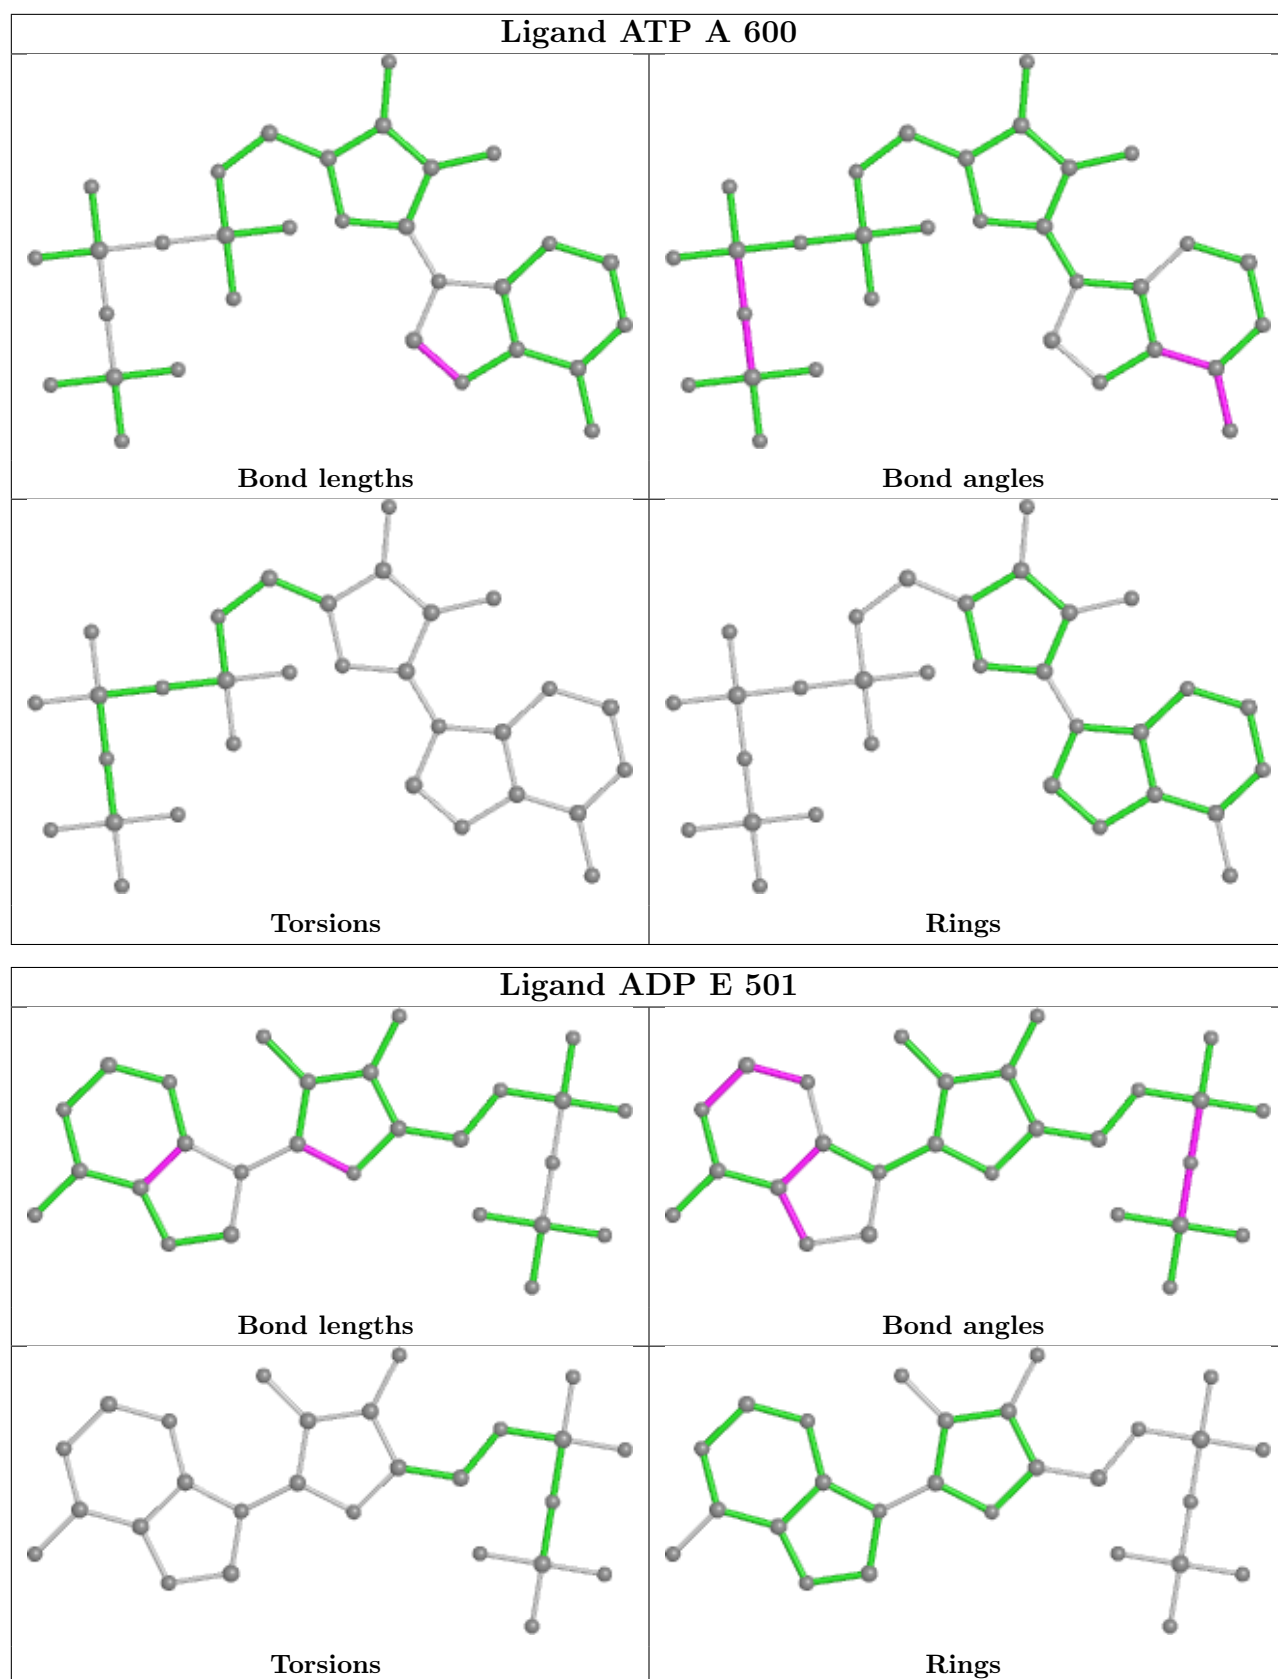 Ligand ATP A 600
Bond lengths
Bond angles
Torsions
Rings
Ligand ADP E 501
Bond lengths
Bond angles
Torsions
Rings